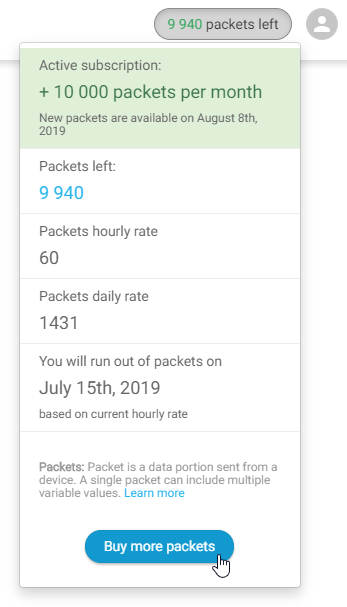 9 940 packets left
Active subscription:
+ 10 000 packets per month
New packets are available on August 8th,
2019
Packets left:
9 940
Packets hourly rate
60
Packets daily rate
1431
You will run out of packets on
July 15th, 2019
based on current hourly rate
Packets: Packet is a data portion sent from a
device. A single packet can include multiple
variable values. Learn more
Buy more packets